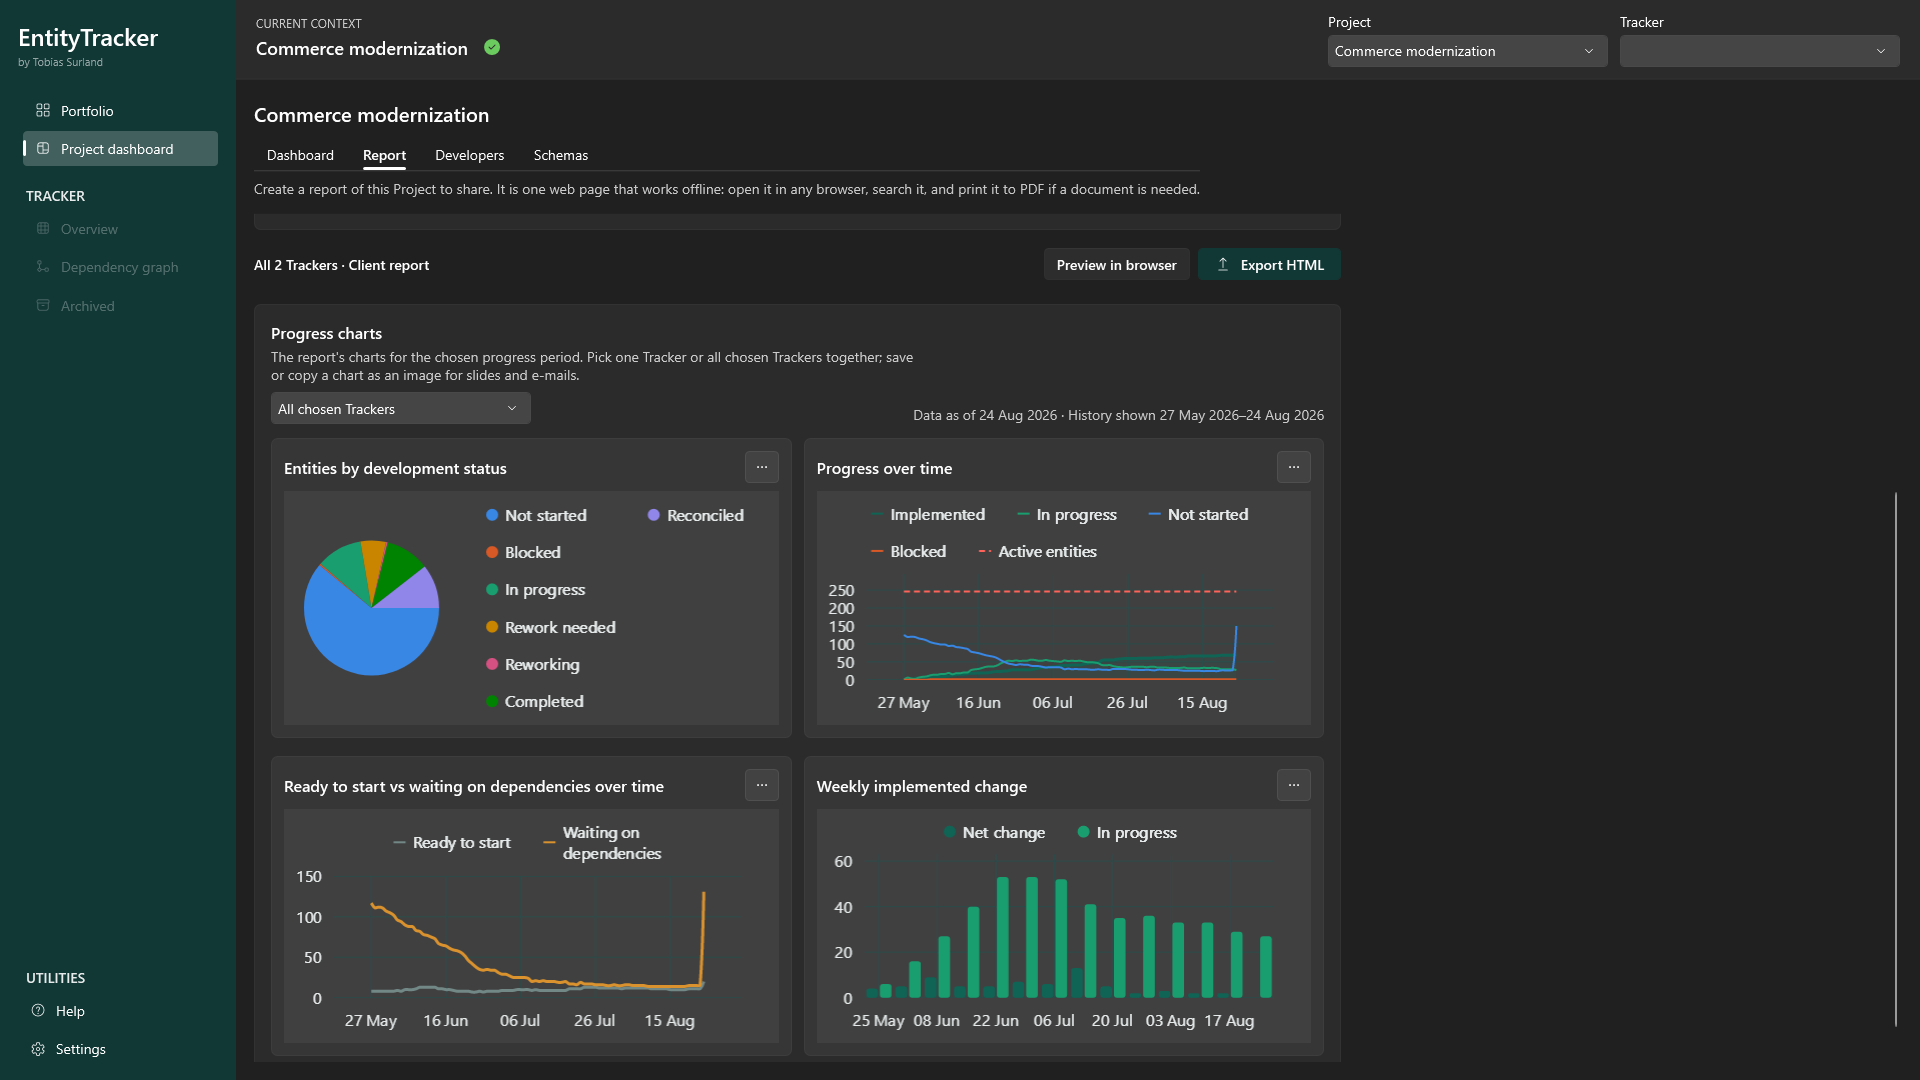 EntityTracker
by Tobias Surland
Portfolio
Project dashboard
TRACKER
Overview
Dependency graph
Archived
UTILITIES
Help
Settings
CURRENT CONTEXT
Commerce modernization
Project
Commerce modernization
Tracker
Commerce modernization
Dashboard
Report
Developers
Schemas
Create a report of this Project to share. It is one web page that works offline: open it in any browser, search it, and print it to PDF if a document is needed.
All 2 Trackers · Client report
Preview in browser
Export HTML
Progress charts
The report's charts for the chosen progress period. Pick one Tracker or all chosen Trackers together; save
or copy a chart as an image for slides and e-mails.
All chosen Trackers
Data as of 24 Aug 2026 · History shown 27 May 2026–24 Aug 2026
Entities by development status
Not started
Reconciled
Blocked
In progress
Rework needed
Reworking
Completed
Progress over time
Implemented
In progress
Not started
Blocked
Active entities
250
200
150
100
50
0
27 May
16 Jun
06 Jul
26 Jul
15 Aug
Ready to start vs waiting on dependencies over time
Ready to start
Waiting on
dependencies
150
100
50
0
27 May
16 Jun
06 Jul
26 Jul
15 Aug
Weekly implemented change
Net change
In progress
60
40
20
0
25 May
08 Jun
22 Jun
06 Jul
20 Jul
03 Aug
17 Aug